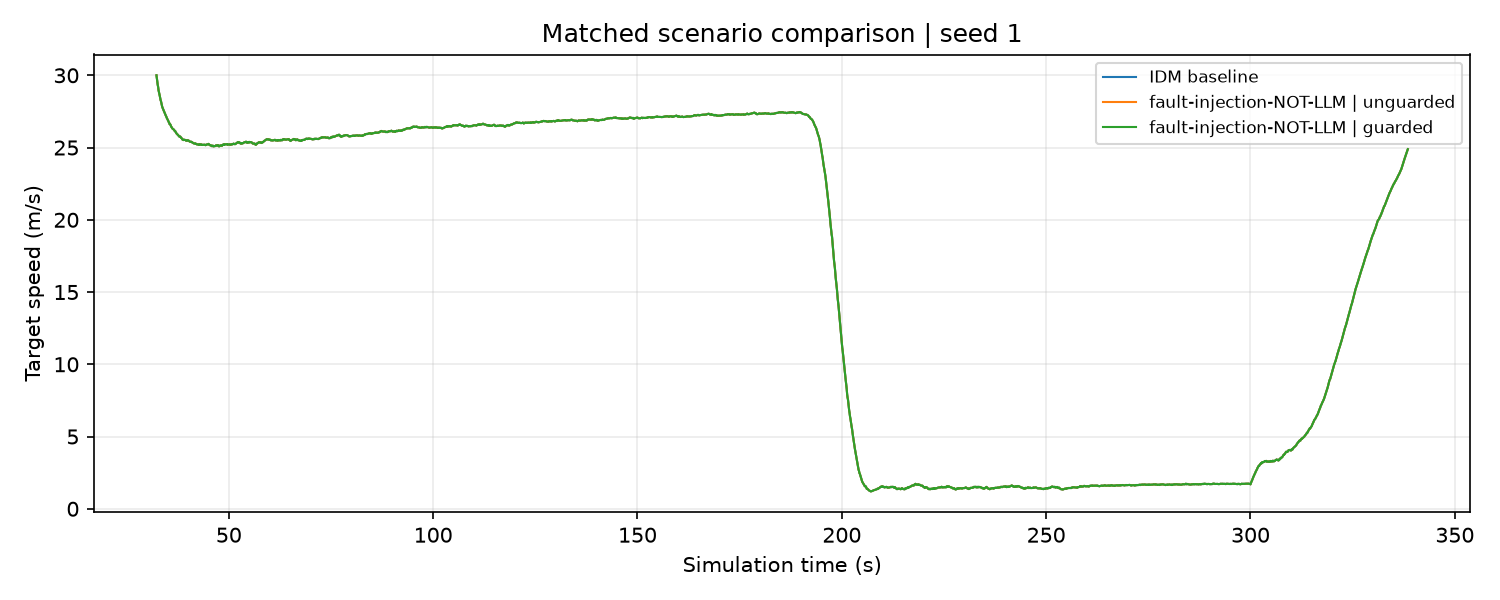 Matched scenario comparison | seed 1
IDM baseline
fault-injection-NOT-LLM | unguarded
fault-injection-NOT-LLM | guarded
Target speed (m/s)
30
25
20
15
10
5
0
50
100
150
200
250
300
350
Simulation time (s)